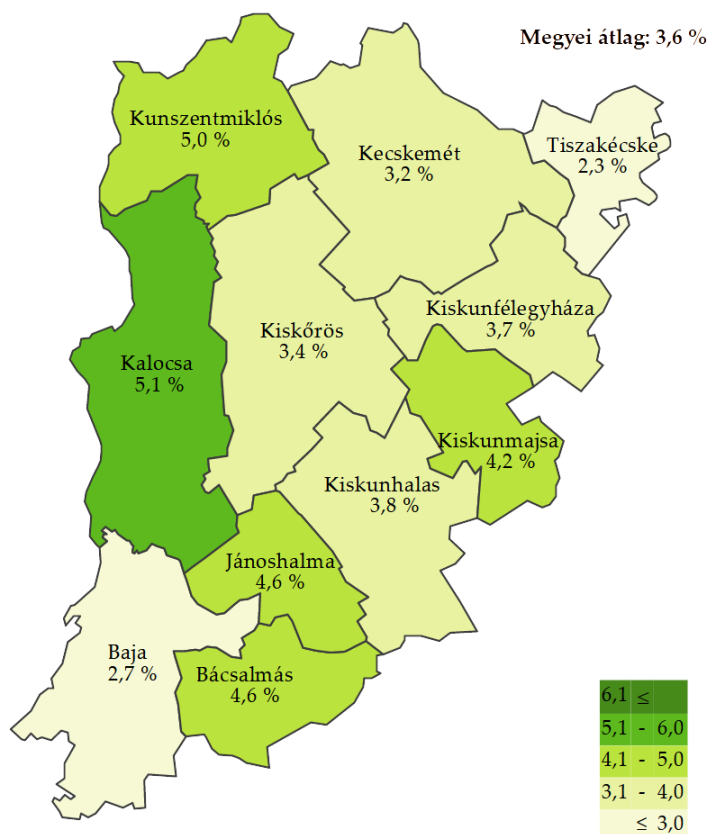 Megyei átlag: 3,6 %
Kunszentmiklós
5,0 %
Kecskemét
3,2 %
Tiszakécske
2,3 %
Kiskunfélegyháza
3,7 %
Kiskőrös
3,4 %
Kalocsa
5,1 %
Kiskunmajsa
4,2 %
Kiskunhalas
3,8 %
Jánoshalma
4,6 %
Baja
2,7 %
Bácsalmás
4,6 %
6,1 ≤
5,1 - 6,0
4,1 - 5,0
3,1 - 4,0
≤ 3,0